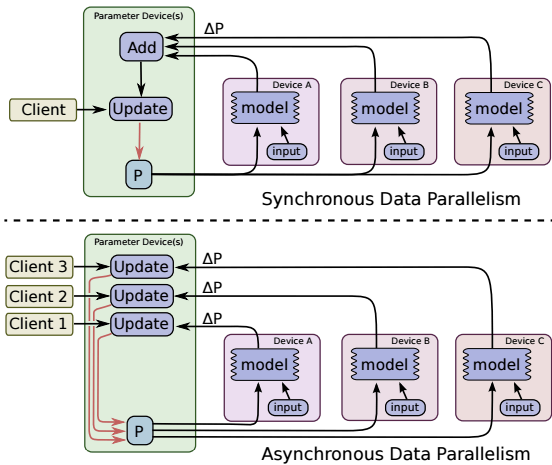 Parameter Device(s)
ΔP
Add
Device A
Device B
Device C
Client
Update
model
model
model
input
input
input
P
Synchronous Data Parallelism
Parameter Device(s)
Client 3
Update
ΔP
Client 2
Update
ΔP
Client 1
Update
ΔP
Device A
Device B
Device C
model
model
model
input
input
input
P
Asynchronous Data Parallelism